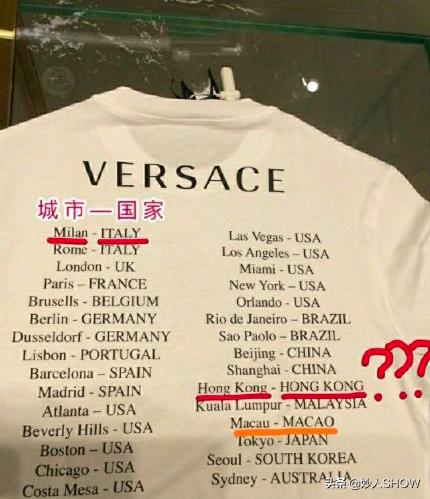 VERSACE
城市—国家
Milan - ITALY
Rome - ITALY
London - UK
Paris - FRANCE
Brusells - BELGIUM
Berlin - GERMANY
Dusseldorf - GERMANY
Lisbon - PORTUGAL
Barcelona - SPAIN
Madrid - SPAIN
Atlanta - USA
Beverly Hills - USA
Boston – USA
Chicago - USA
Costa Mesa - USA
Las Vegas - USA
Los Angeles – USA
Miami - USA
New York – USA
Orlando - USA
Rio de Janeiro – BRAZIL
Sao Paolo – BRAZIL
Beijing – CHINA
Shanghai - CHINA
Hong Kong - HONG KONG
???
Kuala Lumpur - MALAYSIA
Macau - MACAO
Tokyo - JAPAN
Seoul - SOUTH KOREA
Sydney - AUSTRALIA
头条 @妙人SHOW